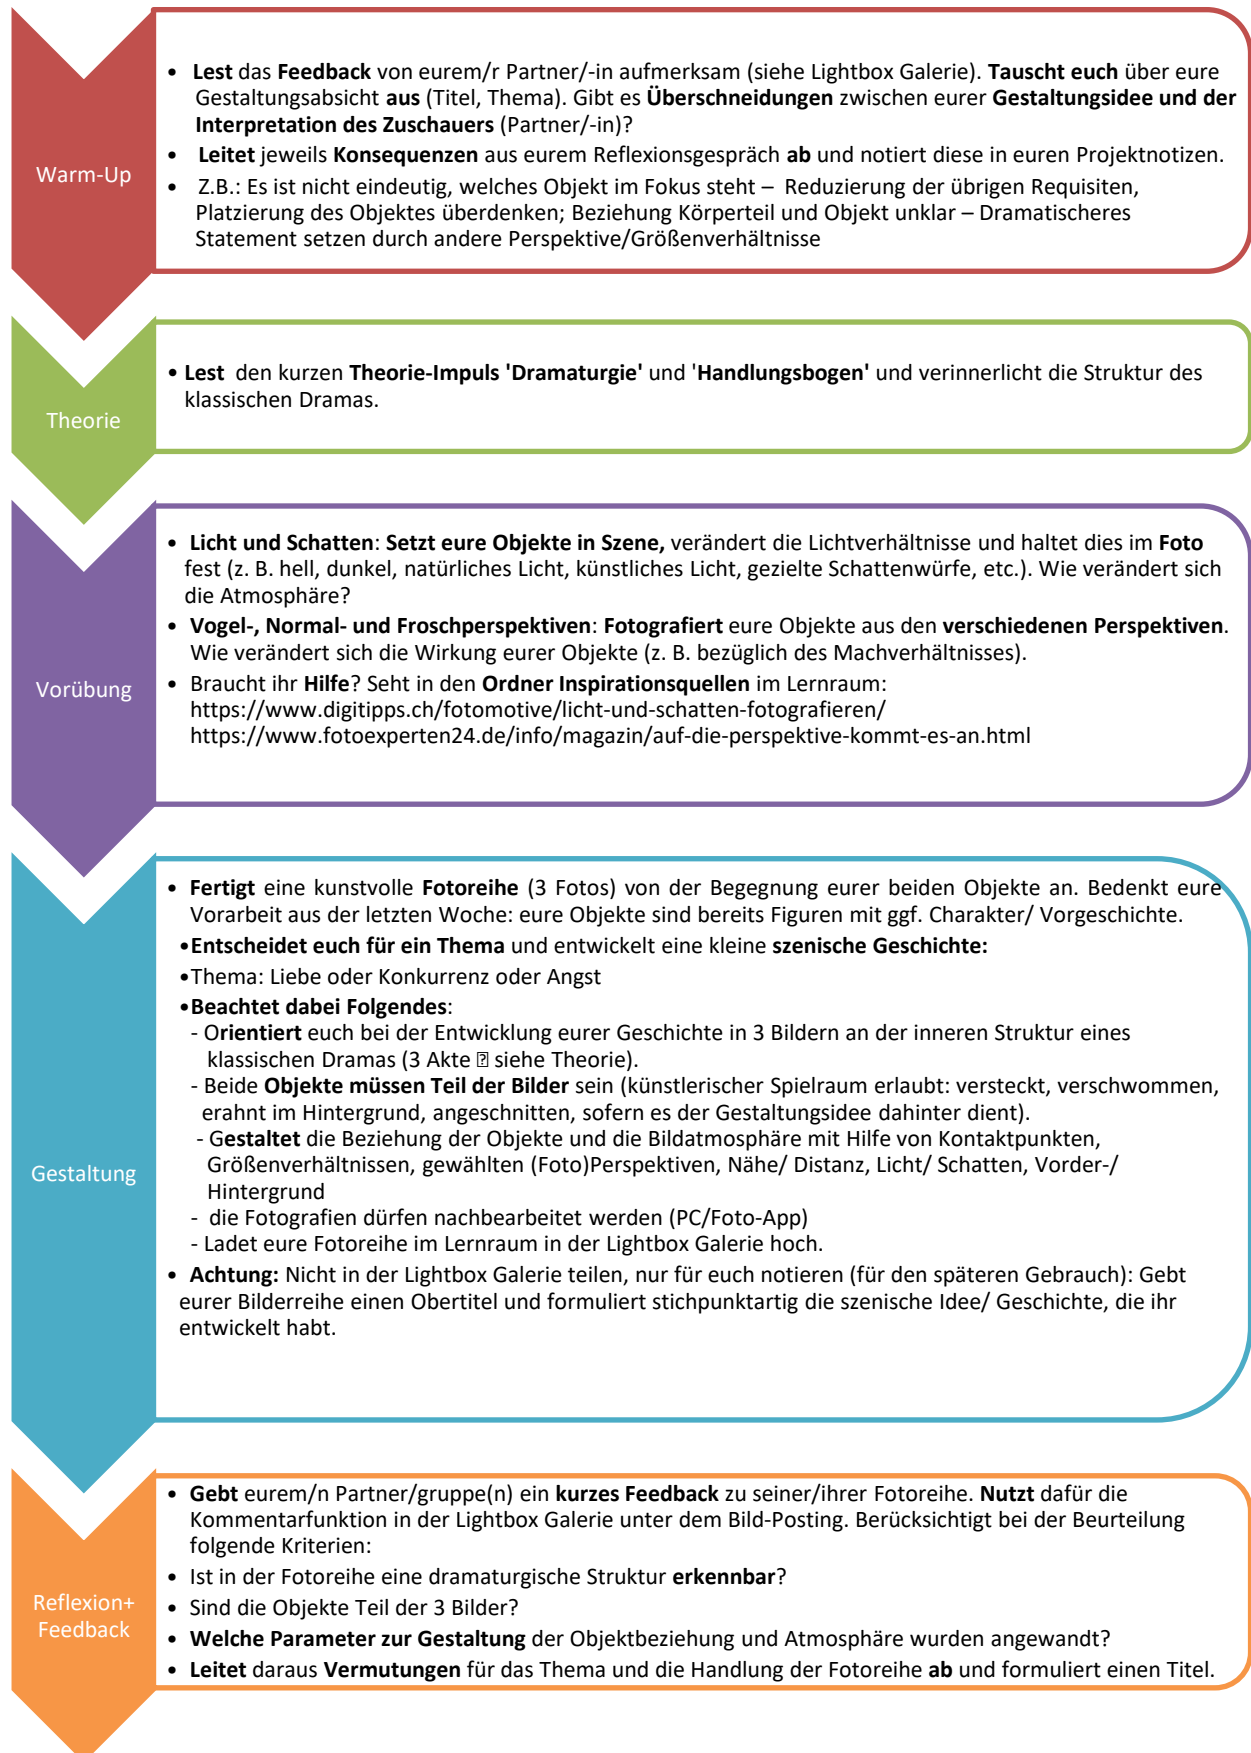 Warm-Up
• Lest das Feedback von eurem/r Partner/-in aufmerksam (siehe Lightbox Galerie). Tauscht euch über eure
Gestaltungsabsicht aus (Titel, Thema). Gibt es Überschneidungen zwischen eurer Gestaltungsidee und der
Interpretation des Zuschauers (Partner/-in)?
• Leitet jeweils Konsequenzen aus eurem Reflexionsgespräch ab und notiert diese in euren Projektnotizen.
• Z.B.: Es ist nicht eindeutig, welches Objekt im Fokus steht – Reduzierung der übrigen Requisiten,
Platzierung des Objektes überdenken; Beziehung Körperteil und Objekt unklar – Dramatischeres
Statement setzen durch andere Perspektive/Größenverhältnisse
Theorie
• Lest den kurzen Theorie-Impuls 'Dramaturgie' und 'Handlungsbogen' und verinnerlicht die Struktur des
klassischen Dramas.
Vorübung
• Licht und Schatten: Setzt eure Objekte in Szene, verändert die Lichtverhältnisse und haltet dies im Foto
fest (z. B. hell, dunkel, natürliches Licht, künstliches Licht, gezielte Schattenwürfe, etc.). Wie verändert sich
die Atmosphäre?
• Vogel-, Normal- und Froschperspektiven: Fotografiert eure Objekte aus den verschiedenen Perspektiven.
Wie verändert sich die Wirkung eurer Objekte (z. B. bezüglich des Machverhältnisses).
• Braucht ihr Hilfe? Seht in den Ordner Inspirationsquellen im Lernraum:
https://www.digitipps.ch/fotomotive/licht-und-schatten-fotografieren/
https://www.fotoexperten24.de/info/magazin/auf-die-perspektive-kommt-es-an.html
Gestaltung
• Fertigt eine kunstvolle Fotoreihe (3 Fotos) von der Begegnung eurer beiden Objekte an. Bedenkt eure
Vorarbeit aus der letzten Woche: eure Objekte sind bereits Figuren mit ggf. Charakter/ Vorgeschichte.
•Entscheidet euch für ein Thema und entwickelt eine kleine szenische Geschichte:
•Thema: Liebe oder Konkurrenz oder Angst
•Beachtet dabei Folgendes:
- Orientiert euch bei der Entwicklung eurer Geschichte in 3 Bildern an der inneren Struktur eines
klassischen Dramas (3 Akte � siehe Theorie).
- Beide Objekte müssen Teil der Bilder sein (künstlerischer Spielraum erlaubt: versteckt, verschwommen,
erahnt im Hintergrund, angeschnitten, sofern es der Gestaltungsidee dahinter dient).
- Gestaltet die Beziehung der Objekte und die Bildatmosphäre mit Hilfe von Kontaktpunkten,
Größenverhältnissen, gewählten (Foto)Perspektiven, Nähe/ Distanz, Licht/ Schatten, Vorder-/
Hintergrund
- die Fotografien dürfen nachbearbeitet werden (PC/Foto-App)
- Ladet eure Fotoreihe im Lernraum in der Lightbox Galerie hoch.
• Achtung: Nicht in der Lightbox Galerie teilen, nur für euch notieren (für den späteren Gebrauch): Gebt
eurer Bilderreihe einen Obertitel und formuliert stichpunktartig die szenische Idee/ Geschichte, die ihr
entwickelt habt.
Reflexion+
Feedback
• Gebt eurem/n Partner/gruppe(n) ein kurzes Feedback zu seiner/ihrer Fotoreihe. Nutzt dafür die
Kommentarfunktion in der Lightbox Galerie unter dem Bild-Posting. Berücksichtigt bei der Beurteilung
folgende Kriterien:
• Ist in der Fotoreihe eine dramaturgische Struktur erkennbar?
• Sind die Objekte Teil der 3 Bilder?
• Welche Parameter zur Gestaltung der Objektbeziehung und Atmosphäre wurden angewandt?
• Leitet daraus Vermutungen für das Thema und die Handlung der Fotoreihe ab und formuliert einen Titel.